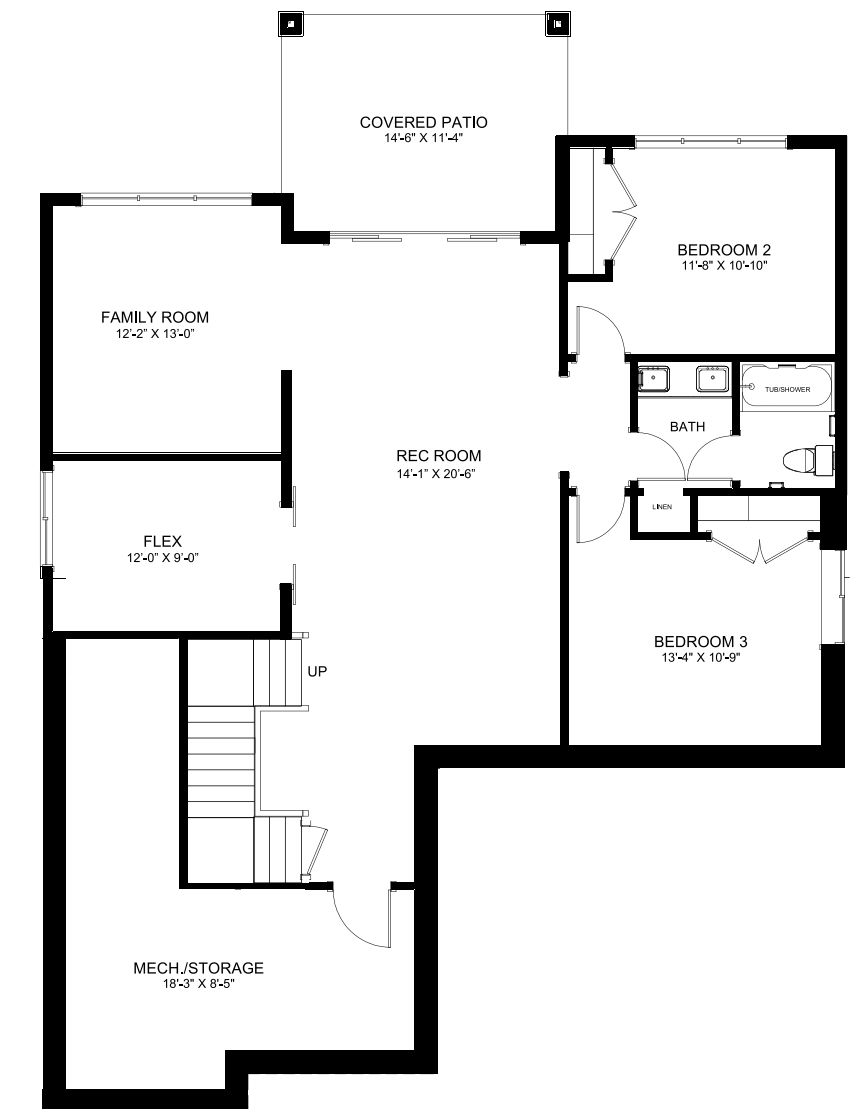 COVERED PATIO
14'-6" X 11'-4"
BEDROOM 2
11'-8" X 10'-10"
FAMILY ROOM
12'-2" X 13'-0"
TUB/SHOWER
BATH
REC ROOM
14'-1" X 20'-6"
LINEN
FLEX
12'-0" X 9'-0"
BEDROOM 3
13'-4" X 10'-9"
UP
MECH./STORAGE
18'-3" X 8'-5"